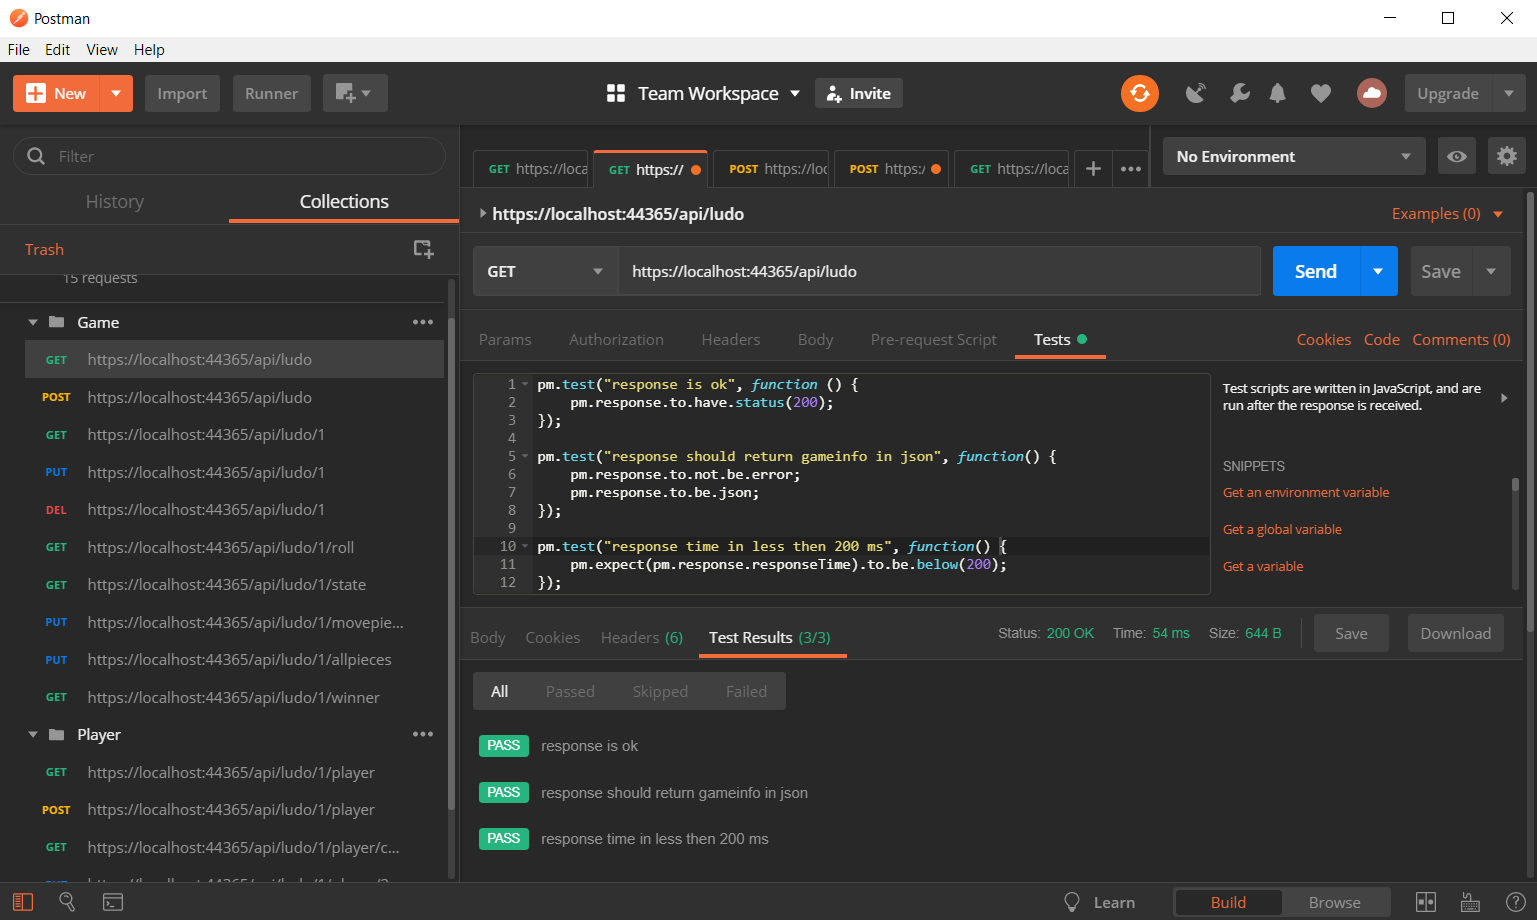 Postman
File Edit View Help
New
Import
Runner
Team Workspace
Invite
Upgrade
Filter
History
Collections
Trash
15 requests
Game
GET https://localhost:44365/api/ludo
POST https://localhost:44365/api/ludo
GET https://localhost:44365/api/ludo/1
PUT https://localhost:44365/api/ludo/1
DEL https://localhost:44365/api/ludo/1
GET https://localhost:44365/api/ludo/1/roll
GET https://localhost:44365/api/ludo/1/state
PUT https://localhost:44365/api/ludo/1/movepie...
PUT https://localhost:44365/api/ludo/1/allpieces
GET https://localhost:44365/api/ludo/1/winner
Player
GET https://localhost:44365/api/ludo/1/player
POST https://localhost:44365/api/ludo/1/player
GET https://localhost:44365/api/ludo/1/player/c...
GET https://loca
GET https://
POST https://loc
POST https:/
GET https://loca
No Environment
https://localhost:44365/api/ludo
Examples (0)
GET
https://localhost:44365/api/ludo
Send
Save
Params
Authorization
Headers
Body
Pre-request Script
Tests
Cookies
Code
Comments (0)
1 pm.test("response is ok", function () {
2 pm.response.to.have.status(200);
3 });
4
5 pm.test("response should return gameinfo in json", function() {
6 pm.response.to.not.be.error;
7 pm.response.to.be.json;
8 });
9
10 pm.test("response time in less then 200 ms", function() {
11 pm.expect(pm.response.responseTime).to.be.below(200);
12 });
Test scripts are written in JavaScript, and are
run after the response is received.
SNIPPETS
Get an environment variable
Get a global variable
Get a variable
Body
Cookies
Headers (6)
Test Results (3/3)
Status: 200 OK
Time: 54 ms
Size: 644 B
Save
Download
All
Passed
Skipped
Failed
PASS response is ok
PASS response should return gameinfo in json
PASS response time in less then 200 ms
Learn
Build
Browse